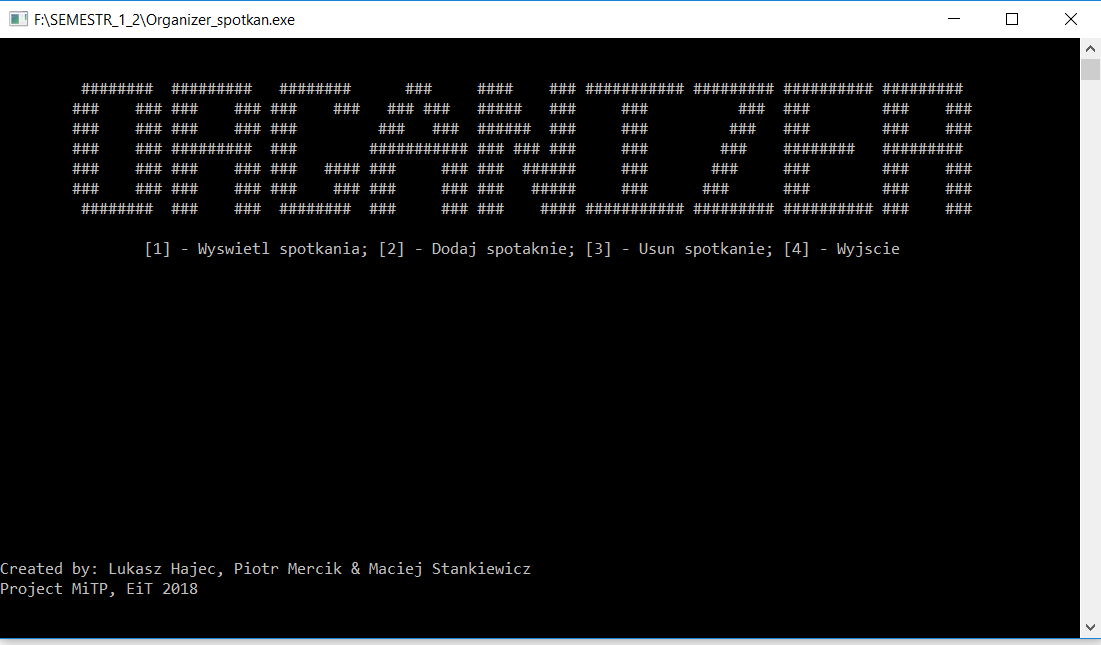 F:\SEMESTR_1_2\Organizer_spotkan.exe
ORGANIZER
[1] - Wyswietl spotkania; [2] - Dodaj spotaknie; [3] - Usun spotkanie; [4] - Wyjscie
Created by: Lukasz Hajec, Piotr Mercik & Maciej Stankiewicz
Project MiTP, EiT 2018